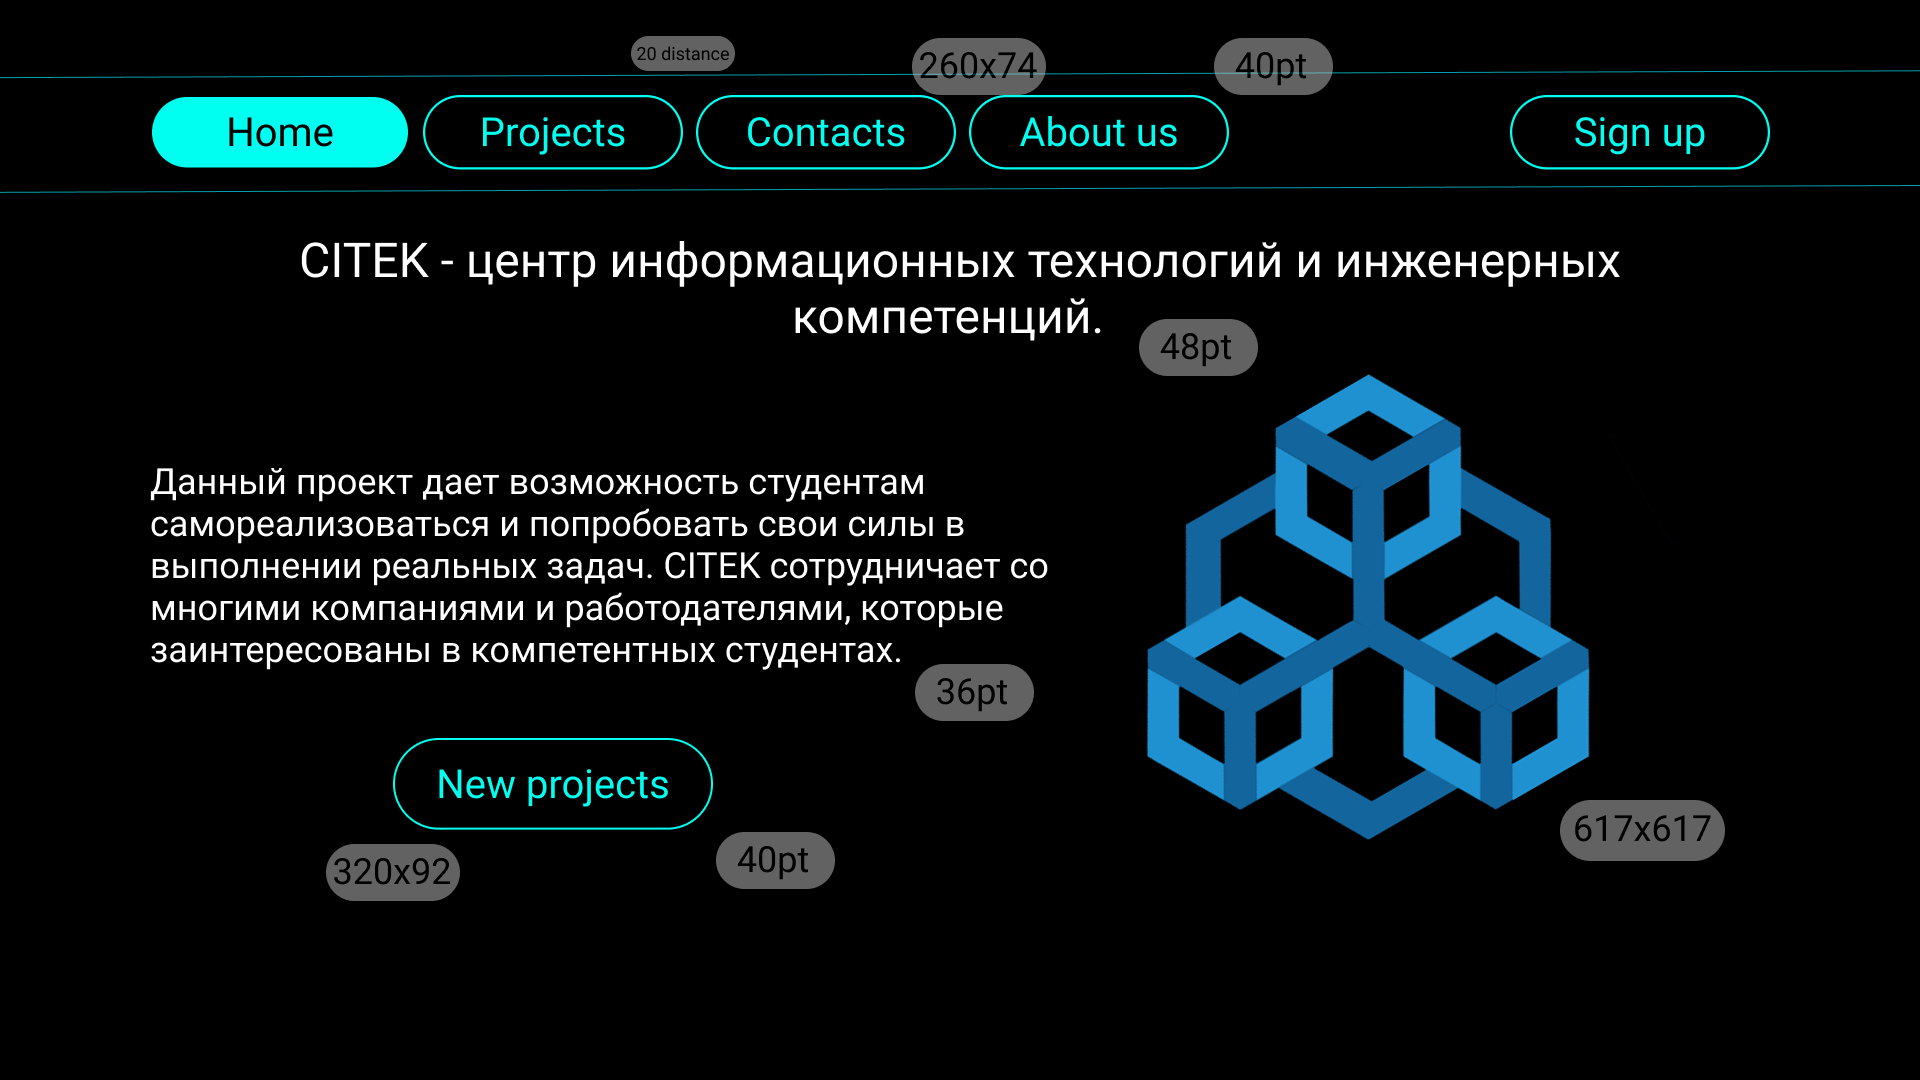 20 distance
260x74
40pt
Home
Projects
Contacts
About us
Sign up
CITEK - центр информационных технологий и инженерных
компетенций.
48pt
Данный проект дает возможность студентам
самореализоваться и попробовать свои силы в
выполнении реальных задач. CITEK сотрудничает со
многими компаниями и работодателями, которые
заинтересованы в компетентных студентах.
36pt
New projects
320x92
40pt
617x617